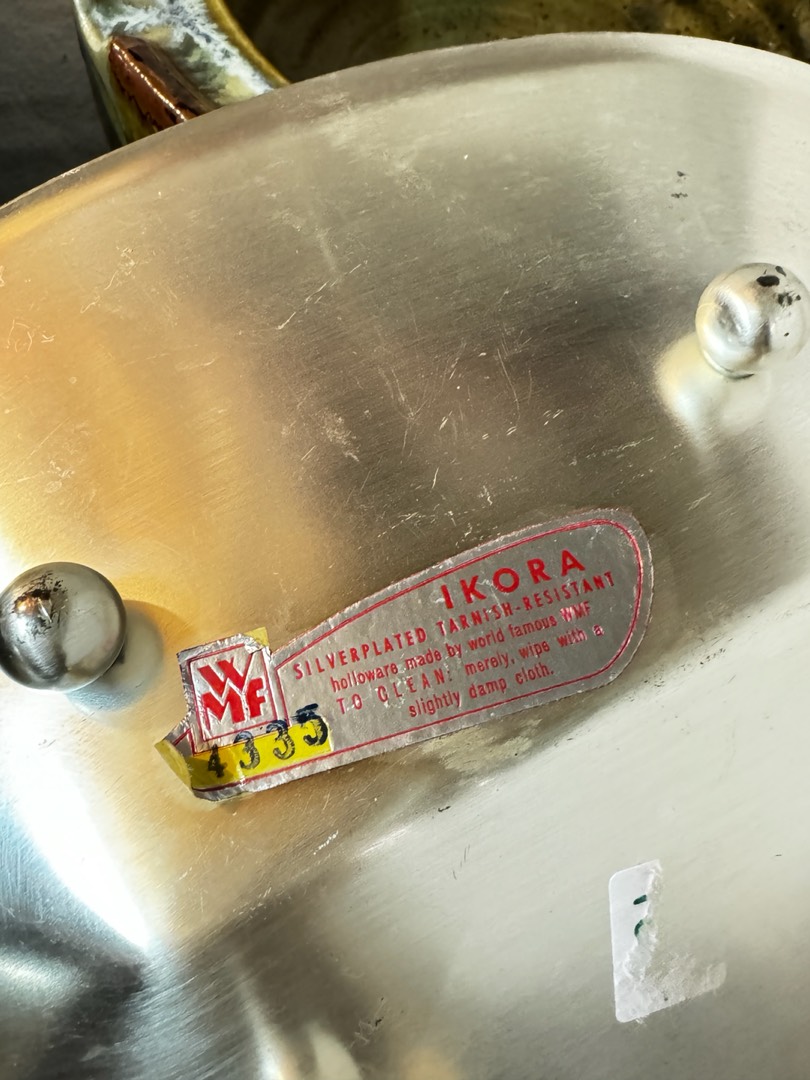 IKORA
SILVERPLATED TARNISH-RESISTANT
holloware made by world famous WMF
TO CLEAN: merely, wipe with a
slightly damp cloth.
WMF
4335